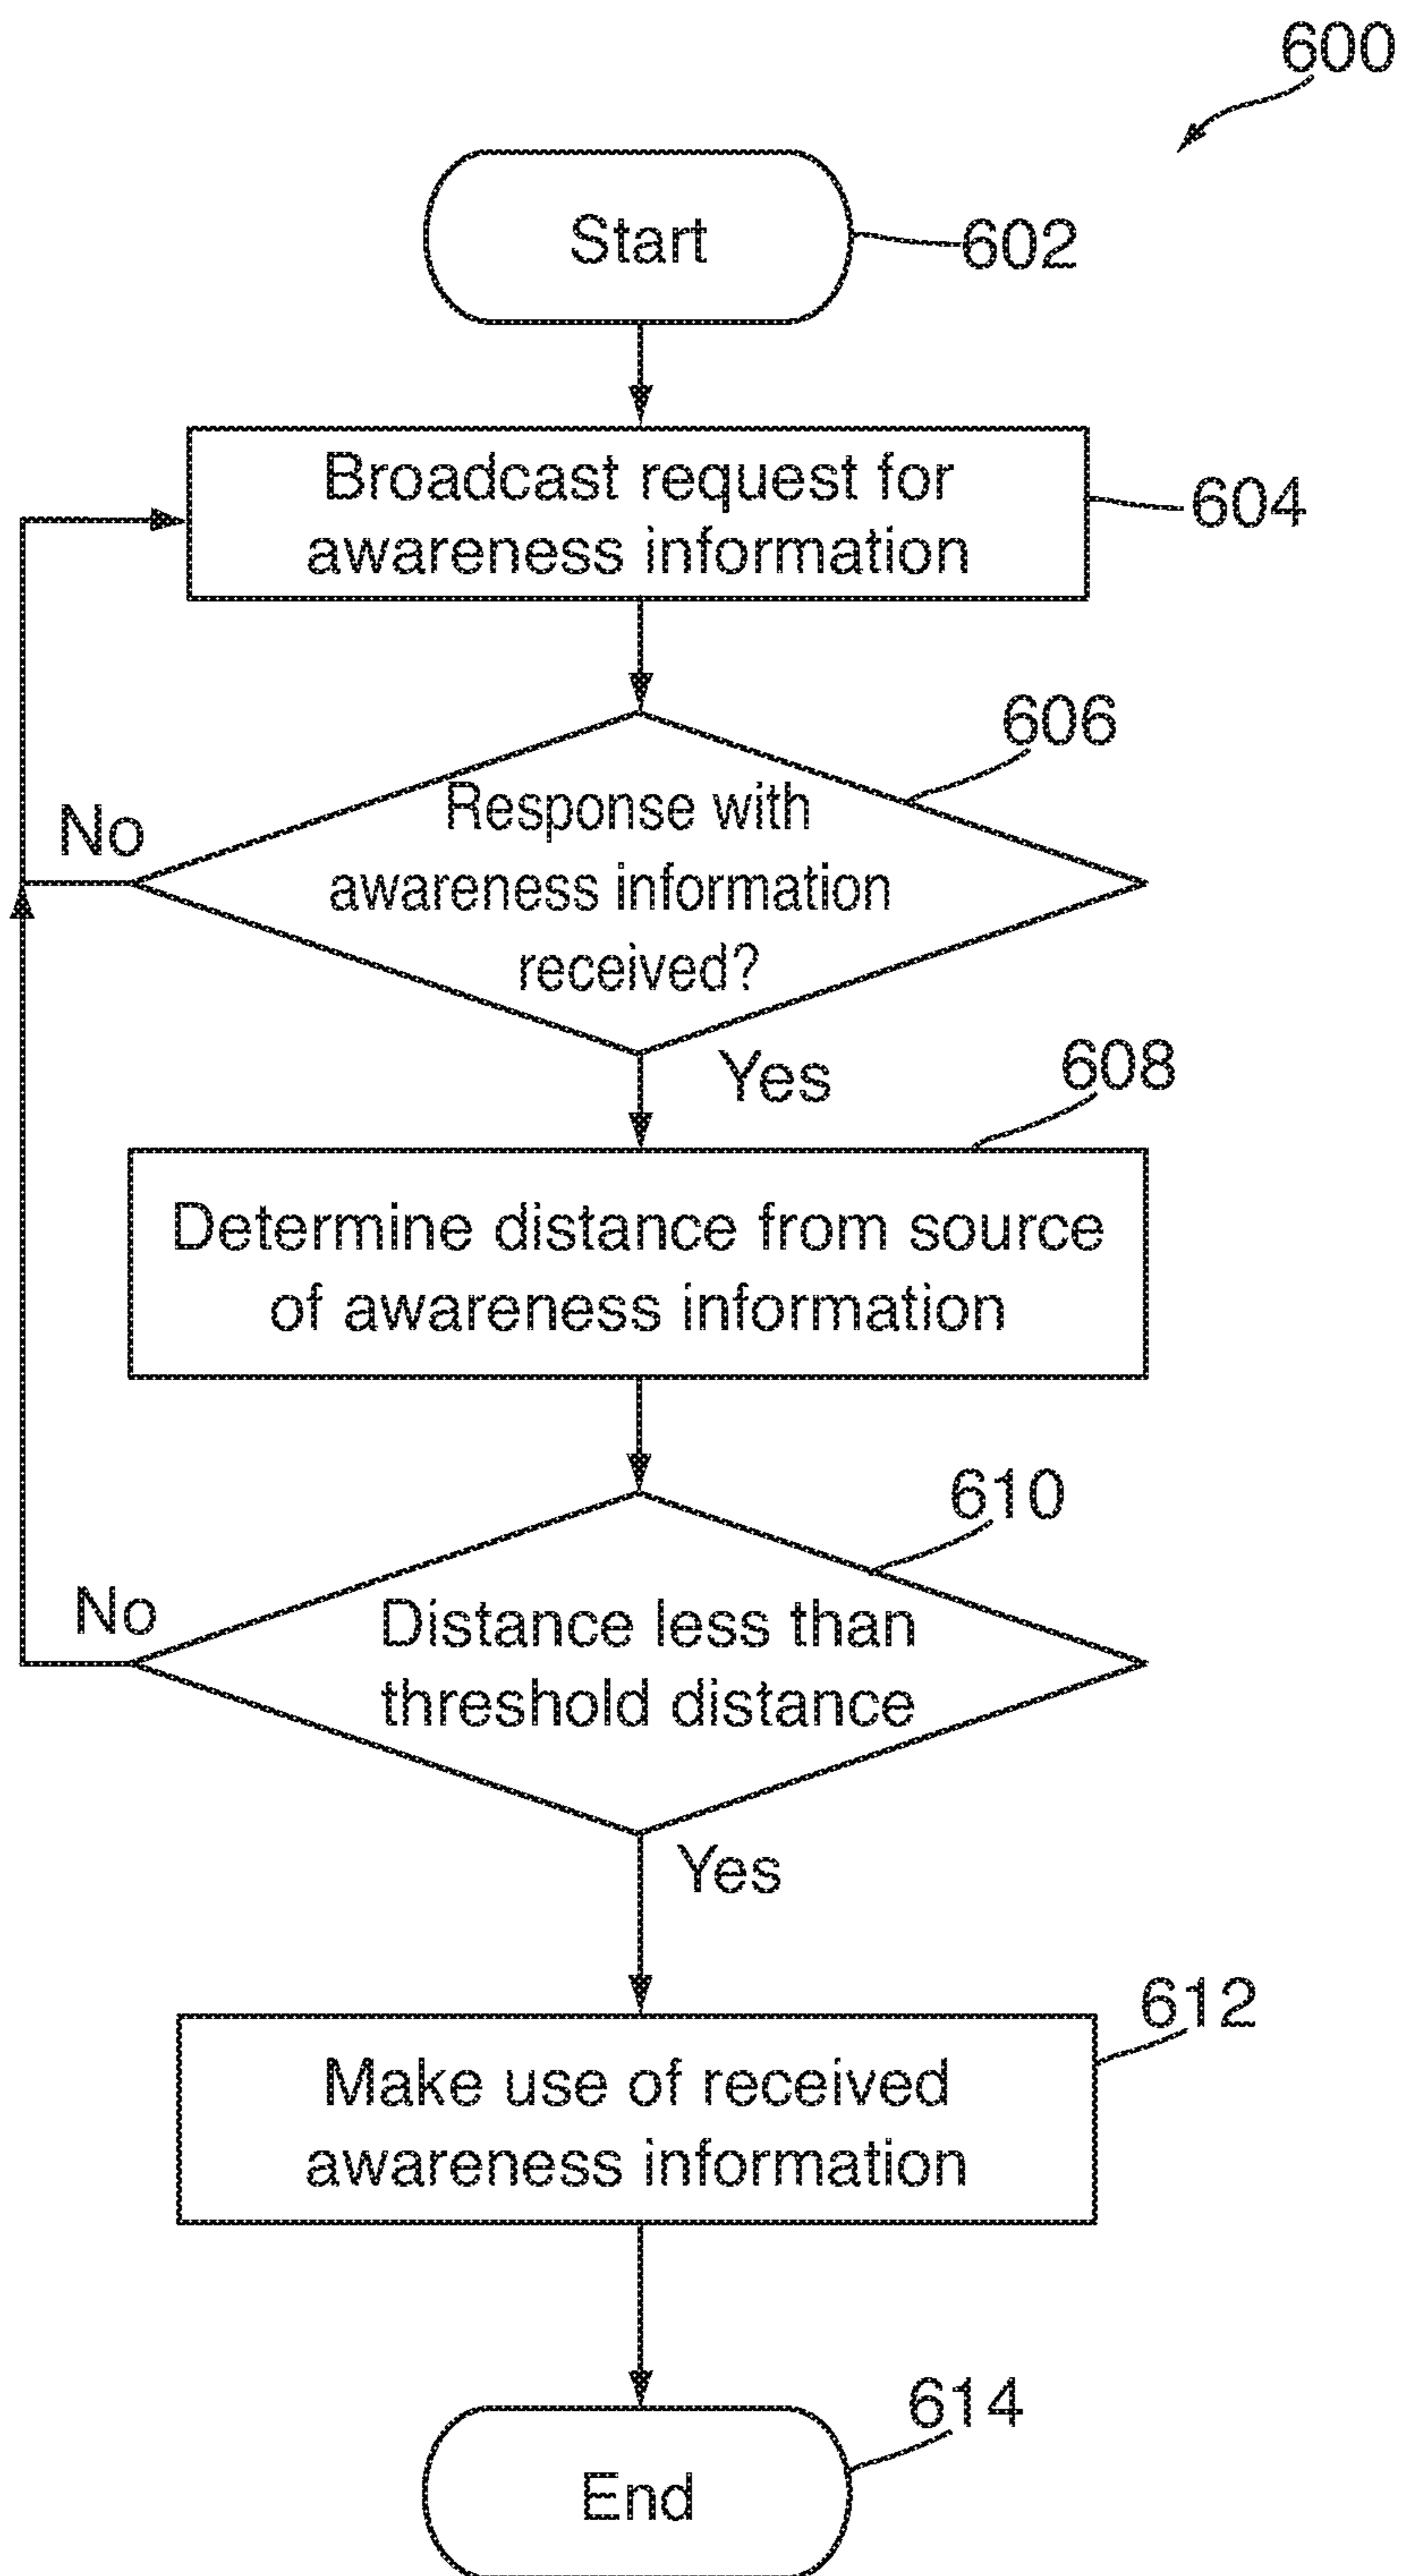 600
Start
602
Broadcast request for
awareness information
604
606
Response with
awareness information
received?
No
Yes
608
Determine distance from source
of awareness information
610
Distance less than
threshold distance
No
Yes
612
Make use of received
awareness information
614
End